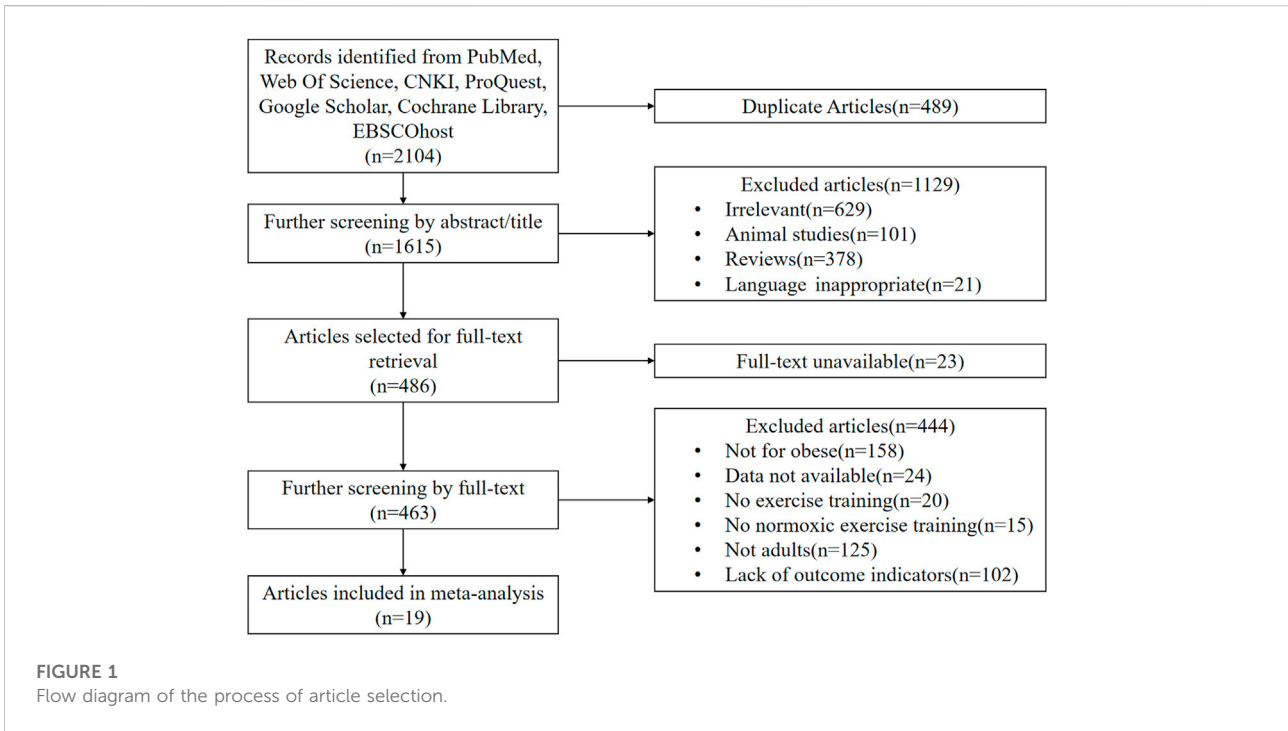 Records identified from PubMed,
Web Of Science, CNKI, ProQuest,
Google Scholar, Cochrane Library,
EBSCOhost
(n=2104)
Duplicate Articles(n=489)
Further screening by abstract/title
(n=1615)
Excluded articles(n=1129)
• Irrelevant(n=629)
• Animal studies(n=101)
• Reviews(n=378)
• Language inappropriate(n=21)
Articles selected for full-text
retrieval
(n=486)
Full-text unavailable(n=23)
Further screening by full-text
(n=463)
Excluded articles(n=444)
• Not for obese(n=158)
• Data not available(n=24)
• No exercise training(n=20)
• No normoxic exercise training(n=15)
• Not adults(n=125)
• Lack of outcome indicators(n=102)
Articles included in meta-analysis
(n=19)
FIGURE 1
Flow diagram of the process of article selection.